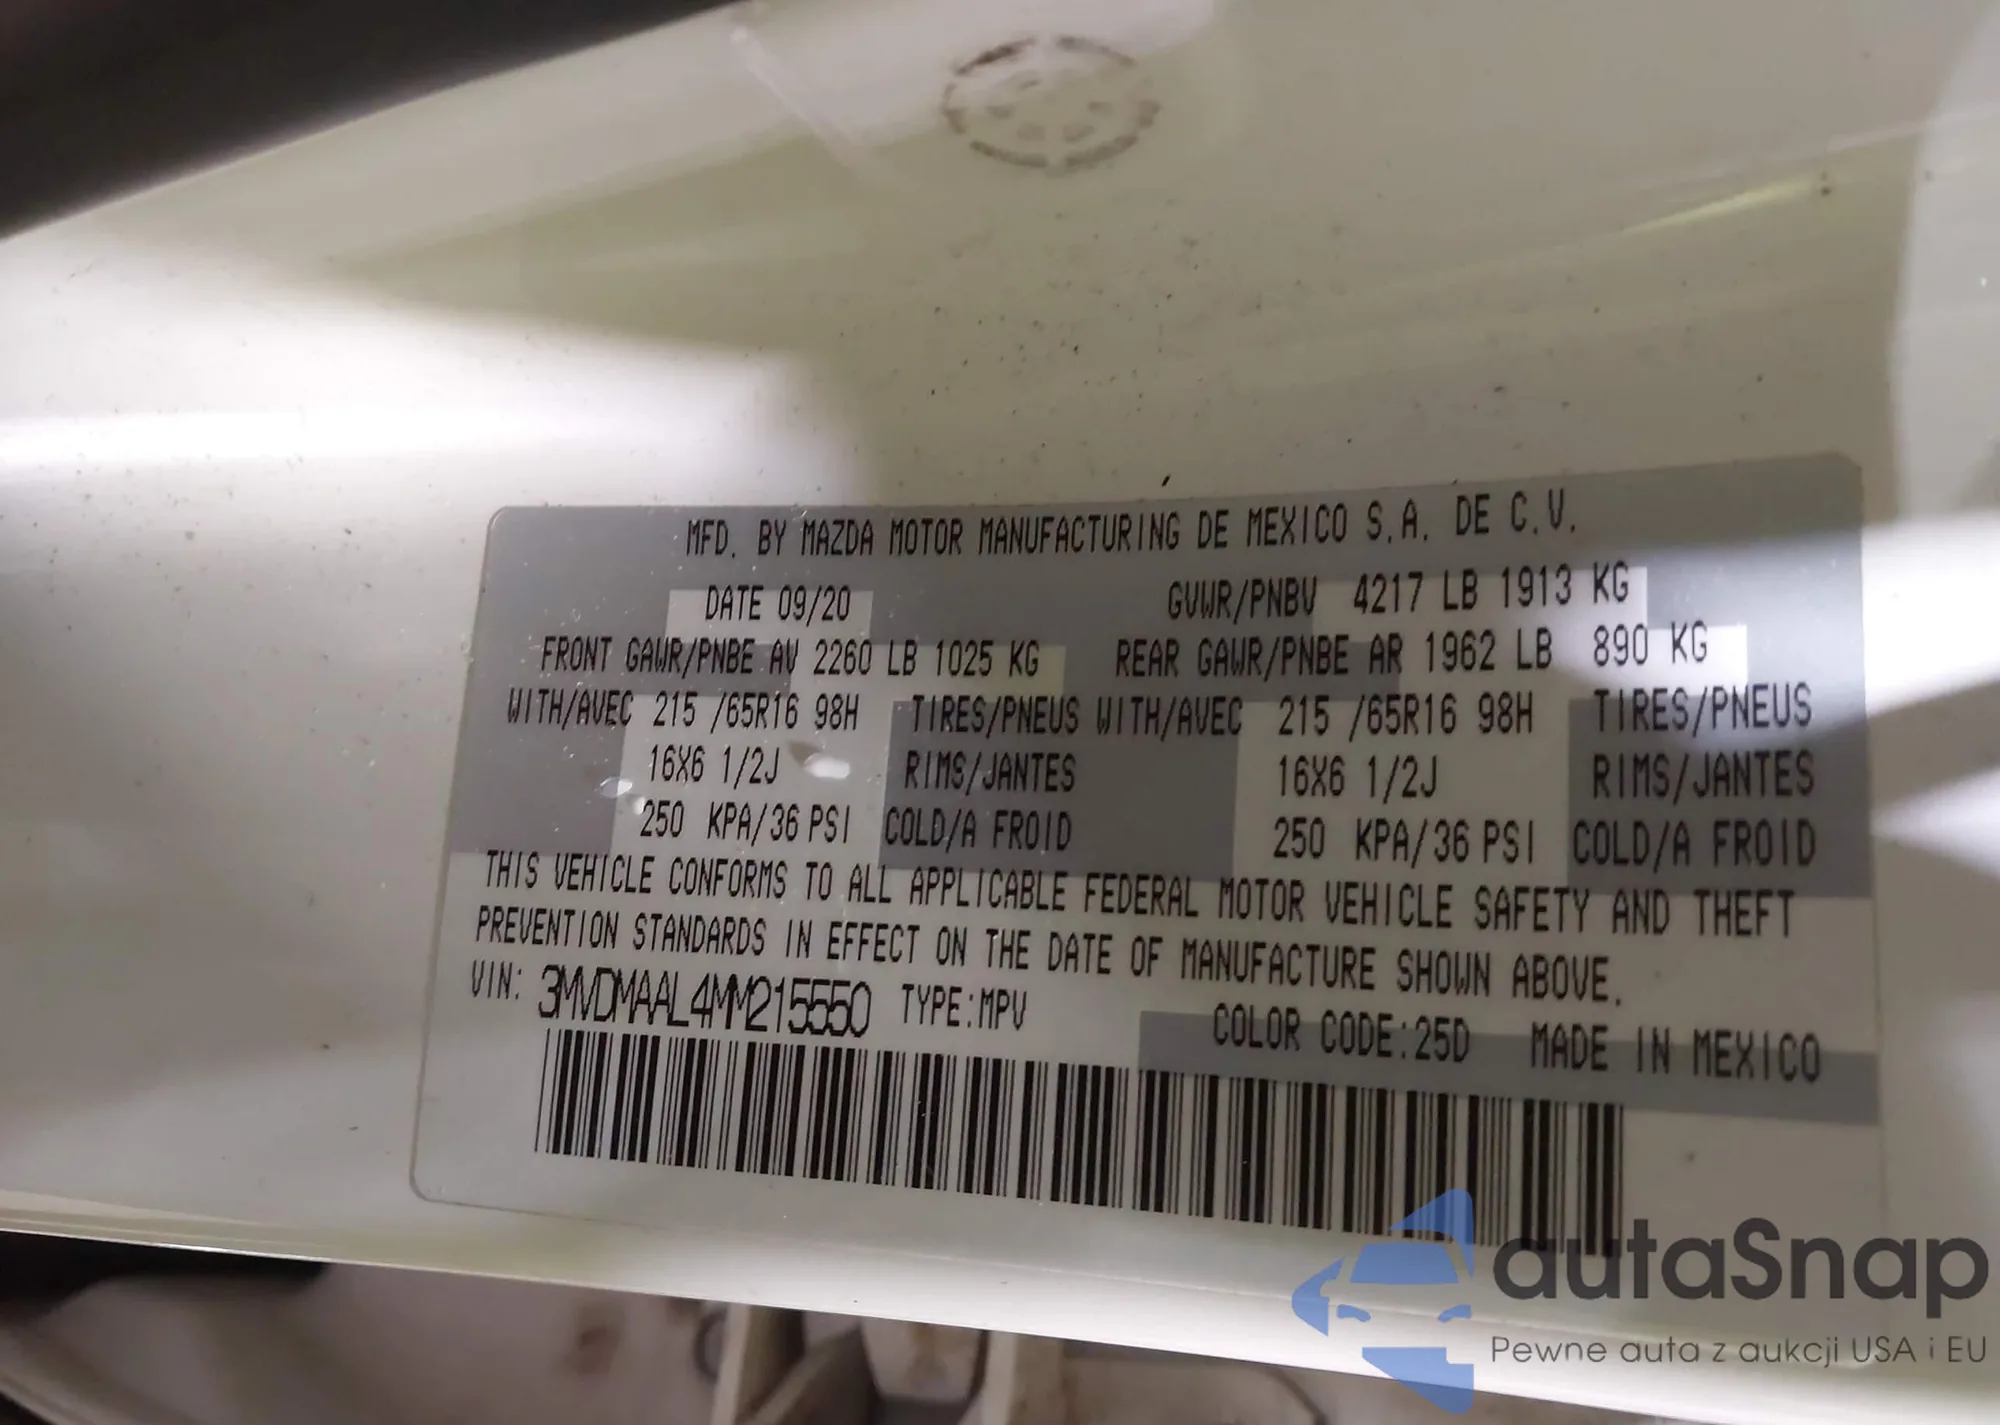 MFD. BY MAZDA MOTOR MANUFACTURING DE MEXICO S.A. DE C.V.
DATE 09/20 GVWR/PNBV 4217 LB 1913 KG
FRONT GAWR/PNBE AV 2260 LB 1025 KG REAR GAWR/PNBE AR 1962 LB 890 KG
WITH/AVEC 215 /65R16 98H TIRES/PNEUS WITH/AVEC 215 /65R16 98H TIRES/PNEUS
16X6 1/2J RIMS/JANTES 16X6 1/2J RIMS/JANTES
250 KPA/36 PSI COLD/A FROID 250 KPA/36 PSI COLD/A FROID
THIS VEHICLE CONFORMS TO ALL APPLICABLE FEDERAL MOTOR VEHICLE SAFETY AND THEFT
PREVENTION STANDARDS IN EFFECT ON THE DATE OF MANUFACTURE SHOWN ABOVE.
VIN: 3MVDMAAL4MM215550 TYPE:MPV
COLOR CODE:25D MADE IN MEXICO
autaSnap
Pewne auta z aukcji USA i EU